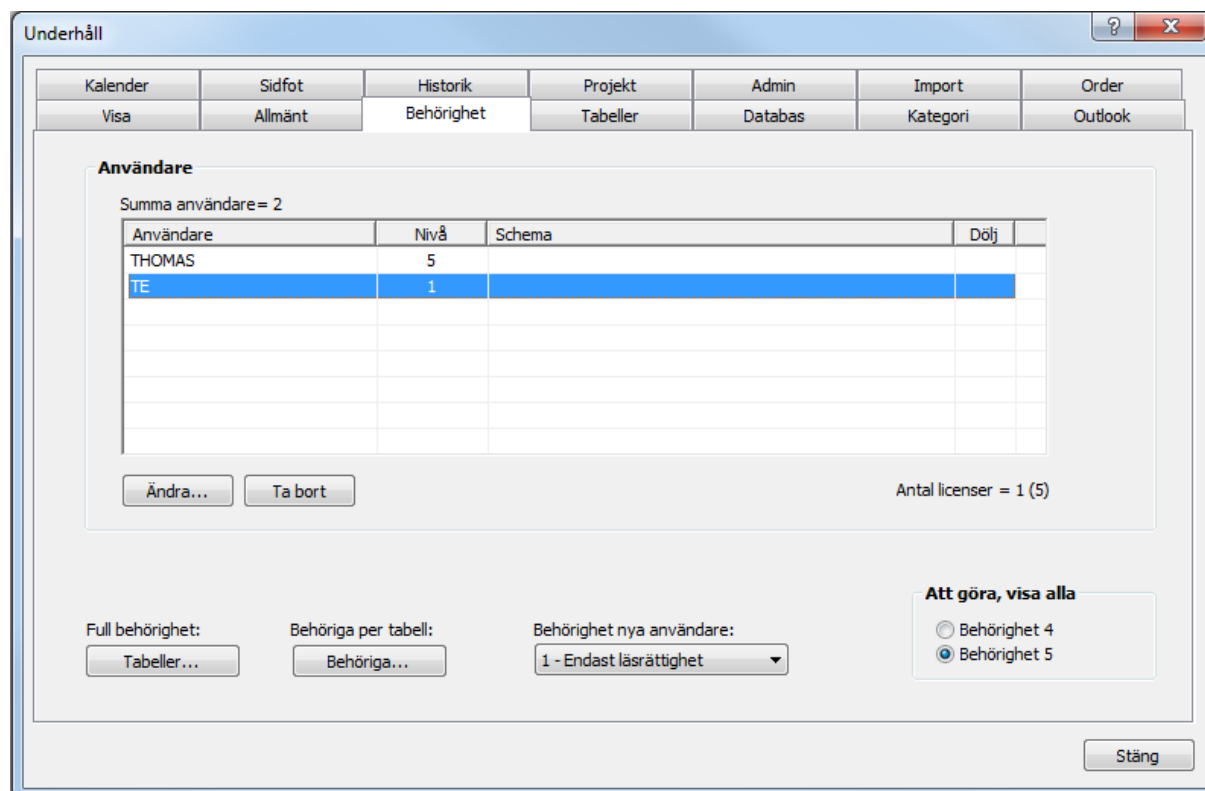 Underhåll
Kalender Sidfot Historik Projekt Admin Import Order
Visa Allmänt Behörighet Tabeller Databas Kategori Outlook
Användare
Summa användare= 2
Användare Nivå Schema Dölj
THOMAS 5
TE 1
Ändra... Ta bort Antal licenser = 1 (5)
Att göra, visa alla
Full behörighet: Behöriga per tabell: Behörighet nya användare: Behörighet 4
Tabeller... Behöriga... 1 - Endast läsrättighet Behörighet 5
Stäng